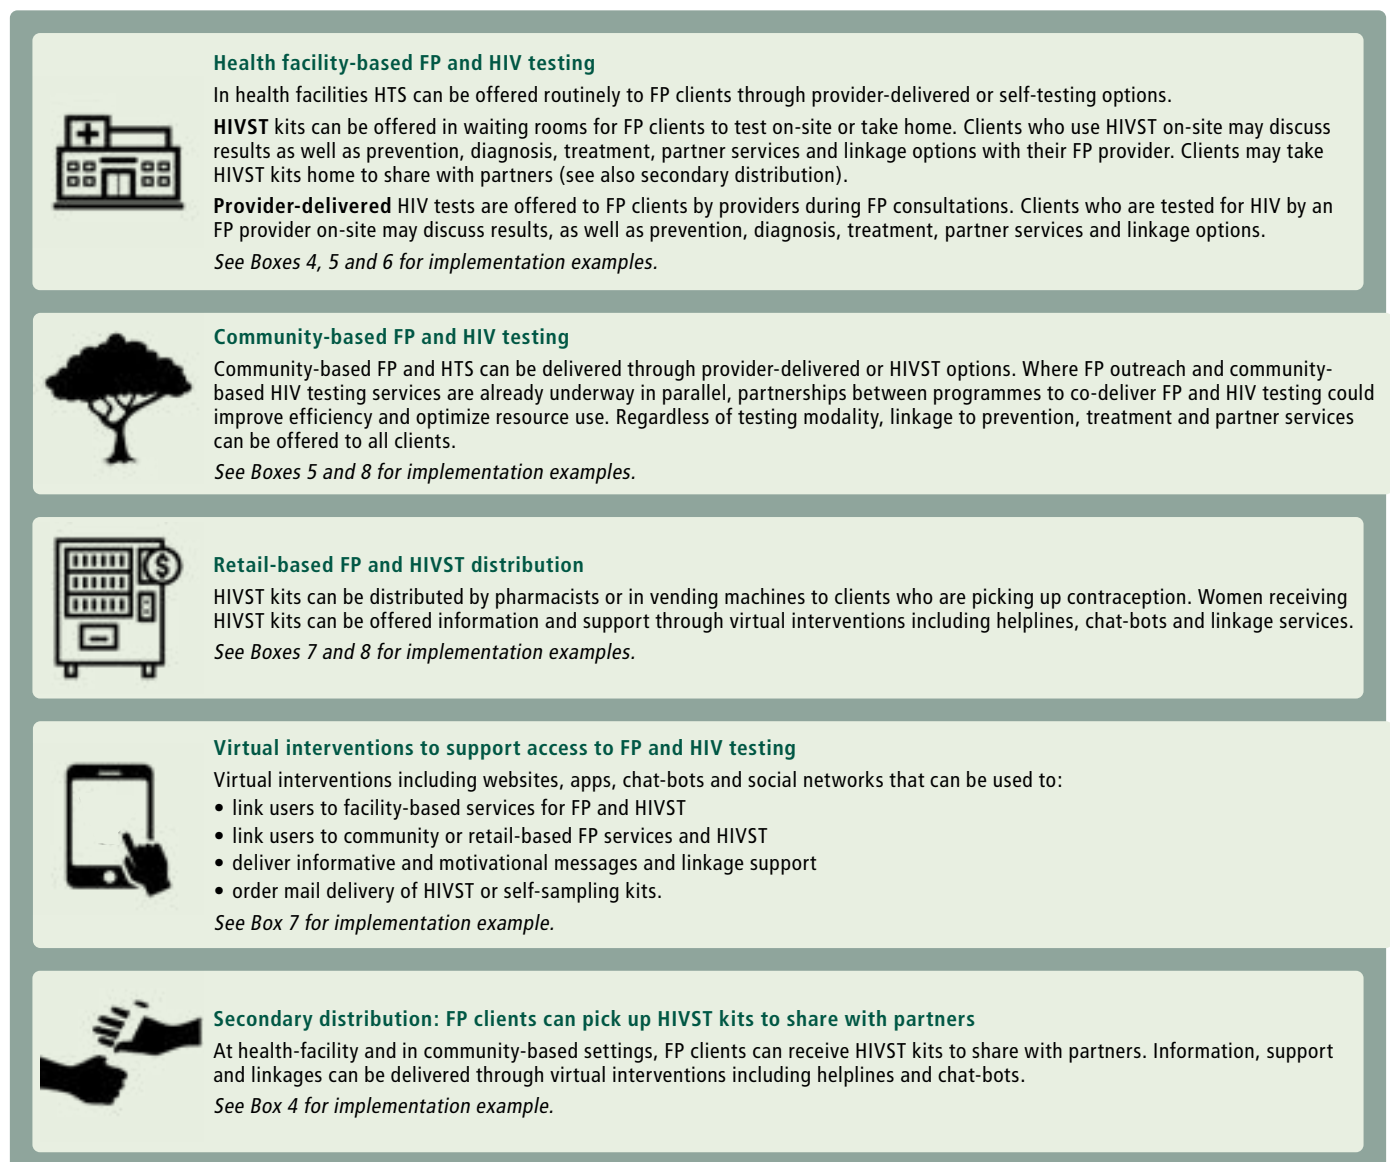 Health facility-based FP and HIV testing
In health facilities HTS can be offered routinely to FP clients through provider-delivered or self-testing options.
HIVST kits can be offered in waiting rooms for FP clients to test on-site or take home. Clients who use HIVST on-site may discuss
results as well as prevention, diagnosis, treatment, partner services and linkage options with their FP provider. Clients may take
HIVST kits home to share with partners (see also secondary distribution).
Provider-delivered HIV tests are offered to FP clients by providers during FP consultations. Clients who are tested for HIV by an
FP provider on-site may discuss results, as well as prevention, diagnosis, treatment, partner services and linkage options.
See Boxes 4, 5 and 6 for implementation examples.
Community-based FP and HIV testing
Community-based FP and HTS can be delivered through provider-delivered or HIVST options. Where FP outreach and community-
based HIV testing services are already underway in parallel, partnerships between programmes to co-deliver FP and HIV testing could
improve efficiency and optimize resource use. Regardless of testing modality, linkage to prevention, treatment and partner services
can be offered to all clients.
See Boxes 5 and 8 for implementation examples.
$
Retail-based FP and HIVST distribution
HIVST kits can be distributed by pharmacists or in vending machines to clients who are picking up contraception. Women receiving
HIVST kits can be offered information and support through virtual interventions including helplines, chat-bots and linkage services.
See Boxes 7 and 8 for implementation examples.
Virtual interventions to support access to FP and HIV testing
Virtual interventions including websites, apps, chat-bots and social networks that can be used to:
• link users to facility-based services for FP and HIVST
• link users to community or retail-based FP services and HIVST
• deliver informative and motivational messages and linkage support
• order mail delivery of HIVST or self-sampling kits.
See Box 7 for implementation example.
Secondary distribution: FP clients can pick up HIVST kits to share with partners
At health-facility and in community-based settings, FP clients can receive HIVST kits to share with partners. Information, support
and linkages can be delivered through virtual interventions including helplines and chat-bots.
See Box 4 for implementation example.